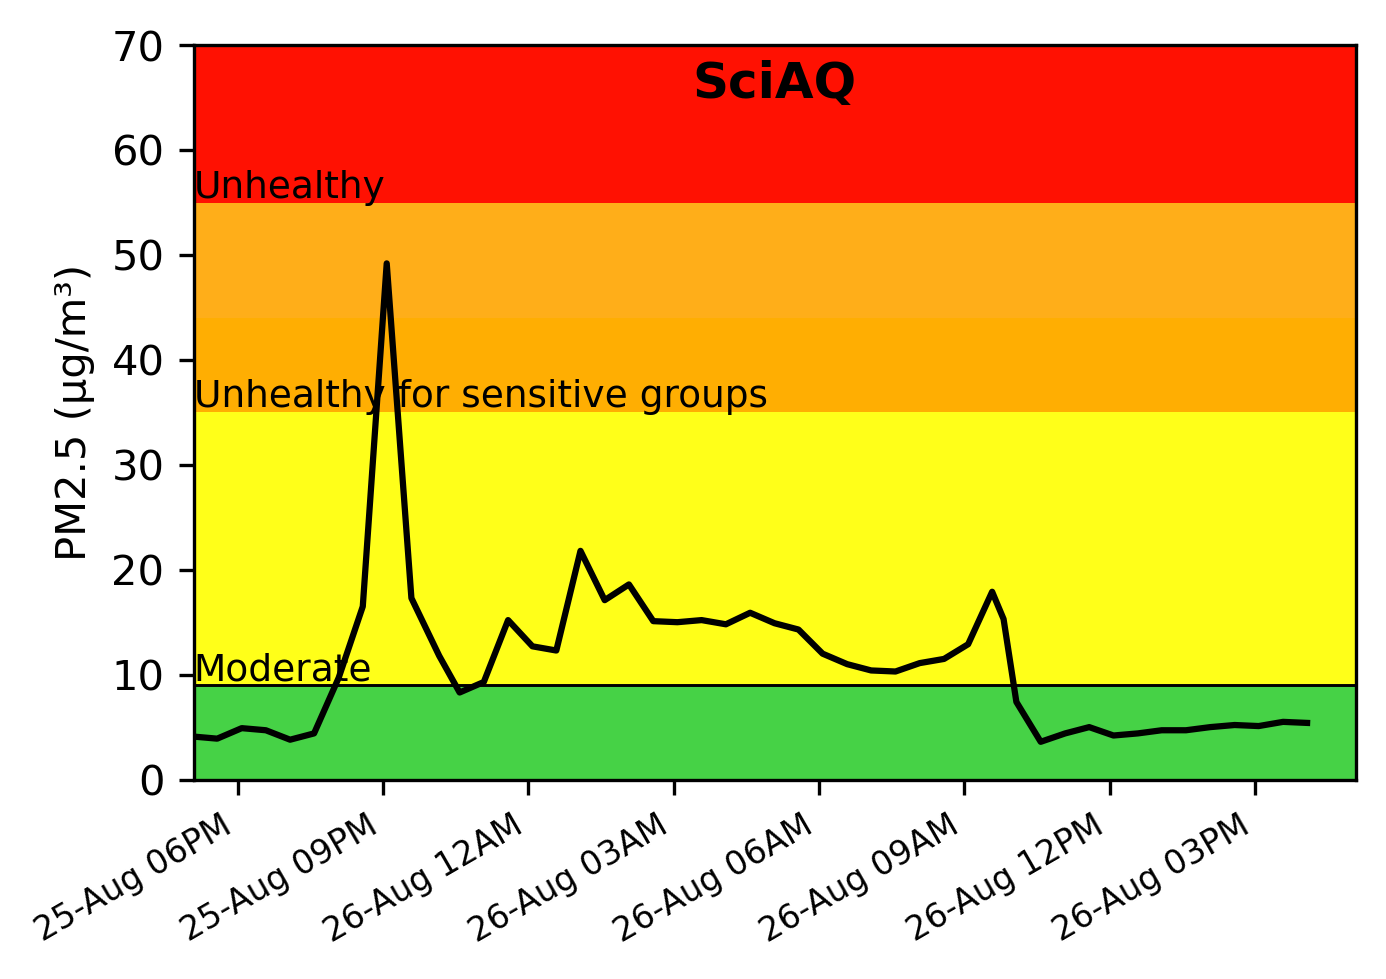 SciAQ
70
60
50
40
30
20
10
0
PM2.5 (μg/m³)
Unhealthy
Unhealthy for sensitive groups
Moderate
25-Aug 06PM
25-Aug 09PM
26-Aug 12AM
26-Aug 03AM
26-Aug 06AM
26-Aug 09AM
26-Aug 12PM
26-Aug 03PM